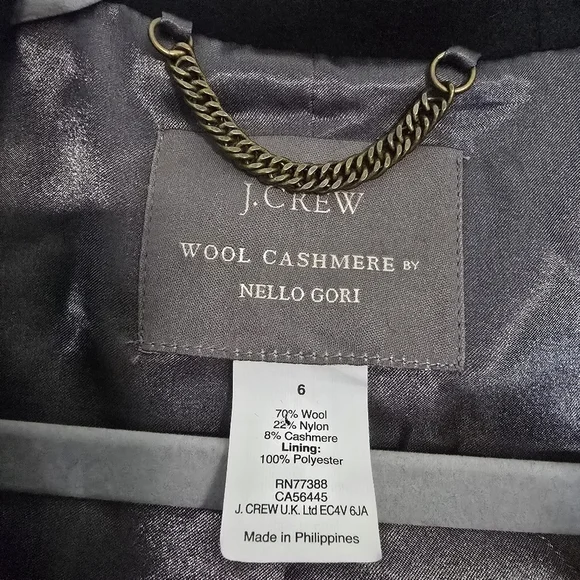 J.CREW
WOOL CASHMERE BY
NELLO GORI
6
70% Wool
22% Nylon
8% Cashmere
Lining:
100% Polyester
RN77388
CA56445
J. CREW U.K. Ltd EC4V 6JA
Made in Philippines